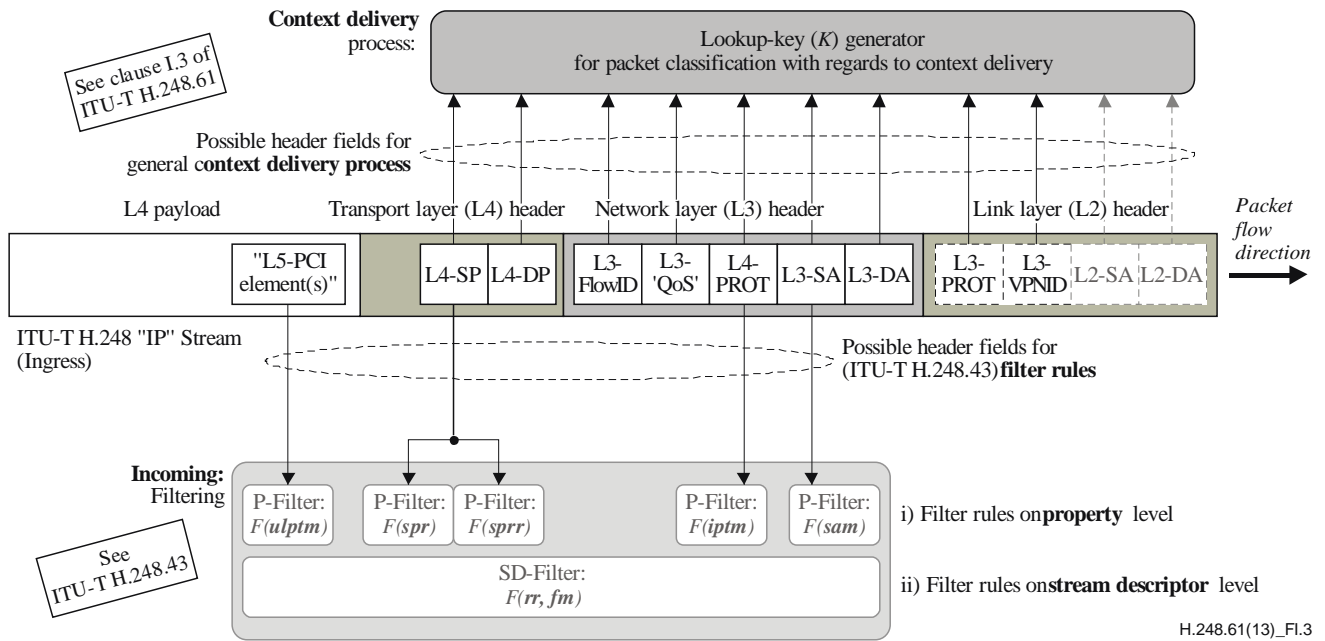 Context delivery
process:
Lookup-key (K) generator
for packet classification with regards to context delivery
See clause I.3 of
ITU-T H.248.61
Possible header fields for
general context delivery process
L4 payload
Transport layer (L4) header
Network layer (L3) header
Link layer (L2) header
Packet
flow
direction
"L5-PCI
element(s)"
L4-SP
L4-DP
L3-
FlowID
L3-
'QoS'
L4-
PROT
L3-SA
L3-DA
L3-
PROT
L3-
VPNID
L2-SA
L2-DA
ITU-T H.248 "IP" Stream
(Ingress)
Possible header fields for
(ITU-T H.248.43) filter rules
Incoming:
Filtering
P-Filter:
F(ulptm)
P-Filter:
F(spr)
P-Filter:
F(sprr)
P-Filter:
F(iptm)
P-Filter:
F(sam)
i) Filter rules on property level
See
ITU-T H.248.43
SD-Filter:
F(rr, fm)
ii) Filter rules on stream descriptor level
H.248.61(13)_FI.3